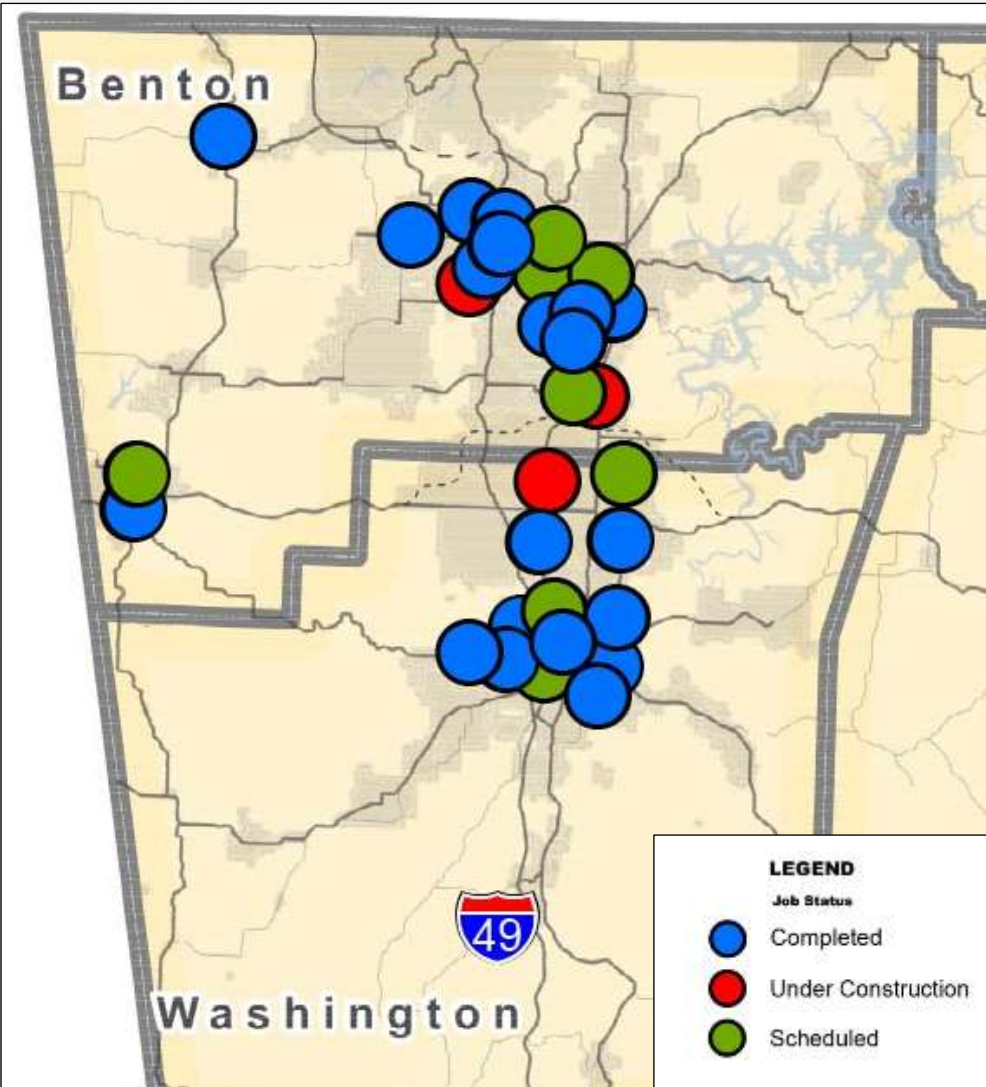 Benton
49
Washington
LEGEND
Job Status
Completed
Under Construction
Scheduled